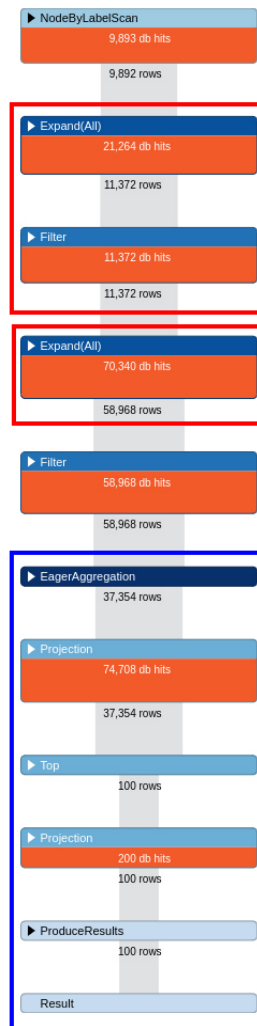 NodeByLabelScan
9,893 db hits
9,892 rows
Expand(All)
21,264 db hits
11,372 rows
Filter
11,372 db hits
11,372 rows
Expand(All)
70,340 db hits
58,968 rows
Filter
58,968 db hits
58,968 rows
EagerAggregation
37,354 rows
Projection
74,708 db hits
37,354 rows
Top
100 rows
Projection
200 db hits
100 rows
ProduceResults
100 rows
Result